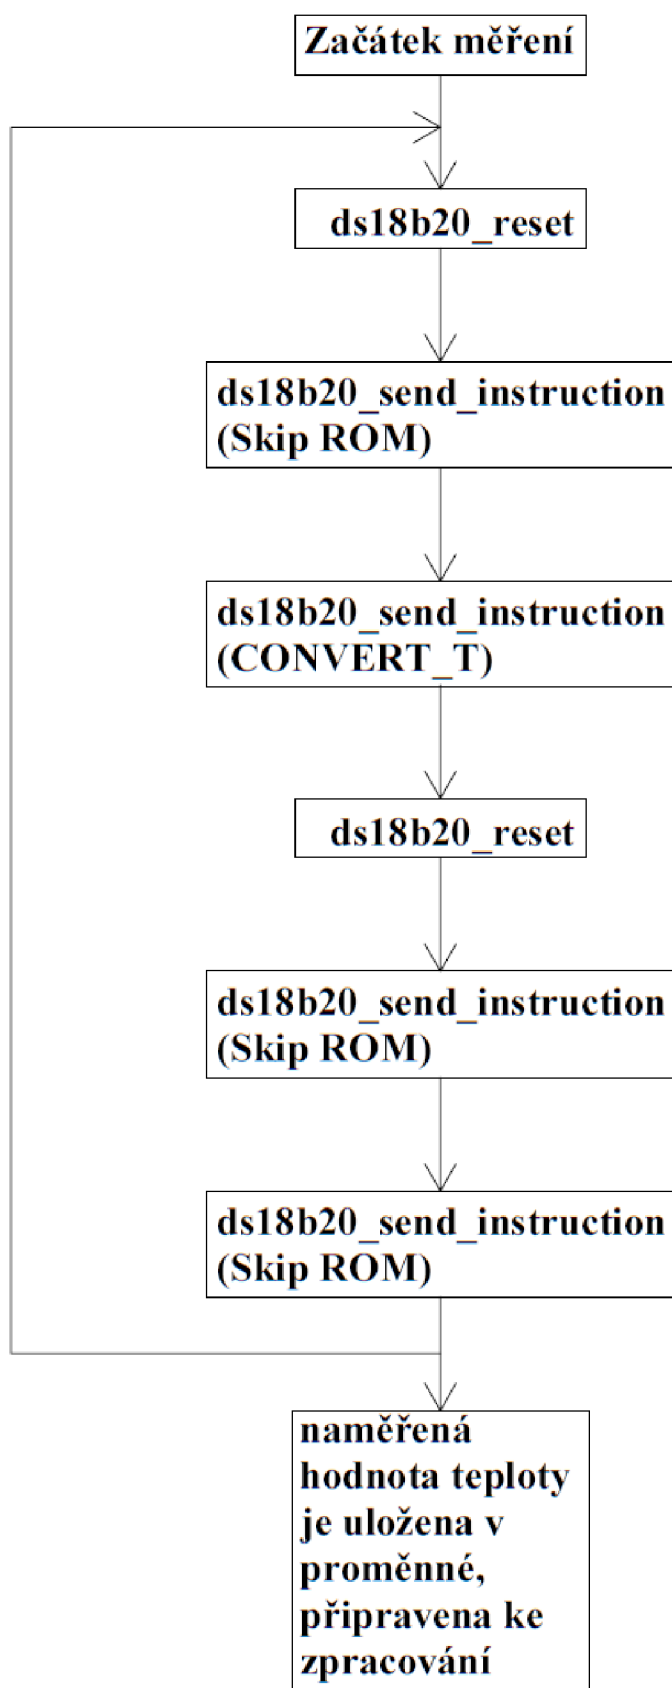 Začátek měření
ds18b20_reset
ds18b20_send_instruction
(Skip ROM)
ds18b20_send_instruction
(CONVERT_T)
ds18b20_reset
ds18b20_send_instruction
(Skip ROM)
ds18b20_send_instruction
(Skip ROM)
naměřená
hodnota teploty
je uložena v
proměnné,
připravena ke
zpracování